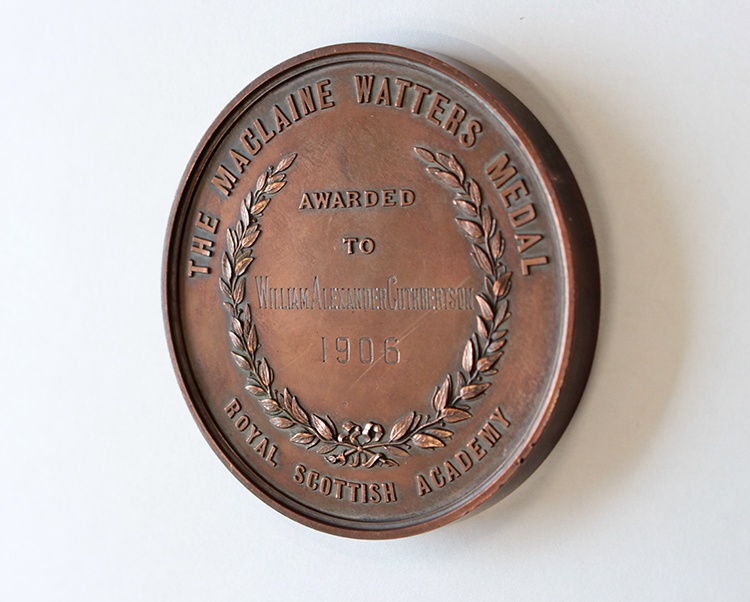 THE MACLAINE WATTERS MEDAL
AWARDED
TO
WILLIAM ALEXANDER CUTHBERTSON
1906
ROYAL SCOTTISH ACADEMY